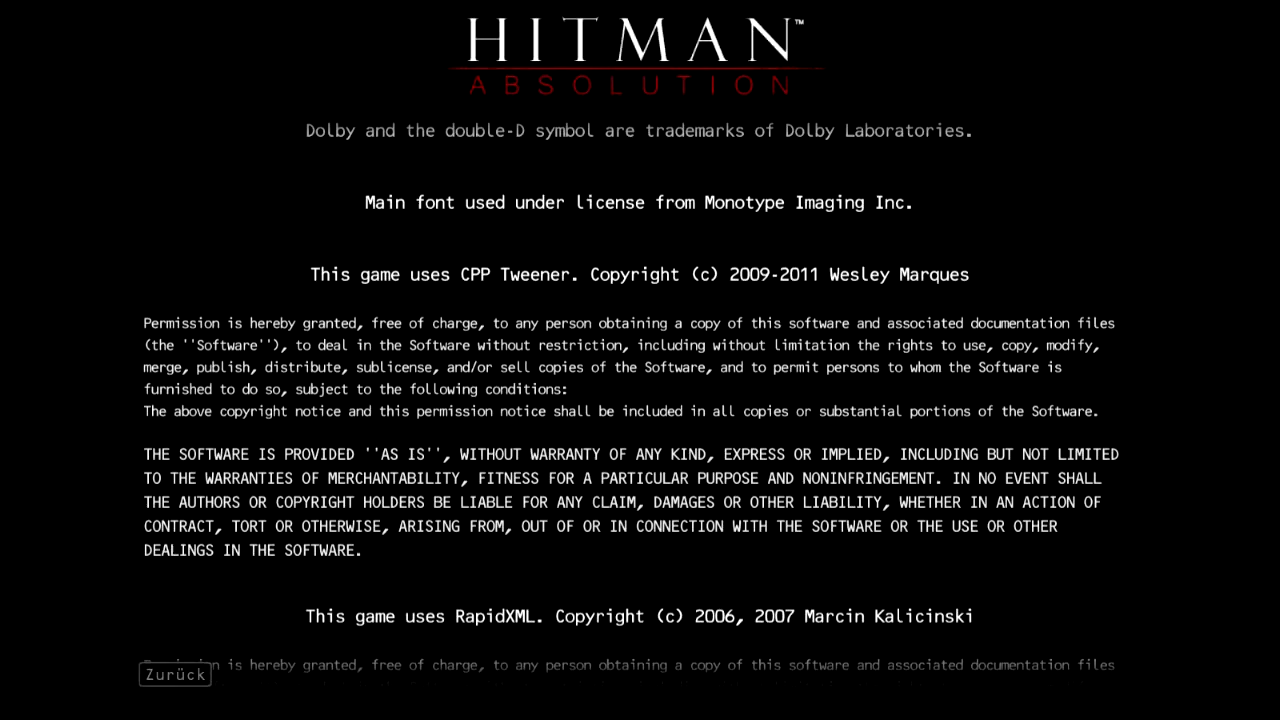 HITMAN™
ABSOLUTION
Dolby and the double-D symbol are trademarks of Dolby Laboratories.
Main font used under license from Monotype Imaging Inc.
This game uses CPP Tweener. Copyright (c) 2009-2011 Wesley Marques
Permission is hereby granted, free of charge, to any person obtaining a copy of this software and associated documentation files
(the ''Software''), to deal in the Software without restriction, including without limitation the rights to use, copy, modify,
merge, publish, distribute, sublicense, and/or sell copies of the Software, and to permit persons to whom the Software is
furnished to do so, subject to the following conditions:
The above copyright notice and this permission notice shall be included in all copies or substantial portions of the Software.
THE SOFTWARE IS PROVIDED ''AS IS'', WITHOUT WARRANTY OF ANY KIND, EXPRESS OR IMPLIED, INCLUDING BUT NOT LIMITED
TO THE WARRANTIES OF MERCHANTABILITY, FITNESS FOR A PARTICULAR PURPOSE AND NONINFRINGEMENT. IN NO EVENT SHALL
THE AUTHORS OR COPYRIGHT HOLDERS BE LIABLE FOR ANY CLAIM, DAMAGES OR OTHER LIABILITY, WHETHER IN AN ACTION OF
CONTRACT, TORT OR OTHERWISE, ARISING FROM, OUT OF OR IN CONNECTION WITH THE SOFTWARE OR THE USE OR OTHER
DEALINGS IN THE SOFTWARE.
This game uses RapidXML. Copyright (c) 2006, 2007 Marcin Kalicinski
is hereby granted, free of charge, to any person obtaining a copy of this software and associated documentation files
Zurück